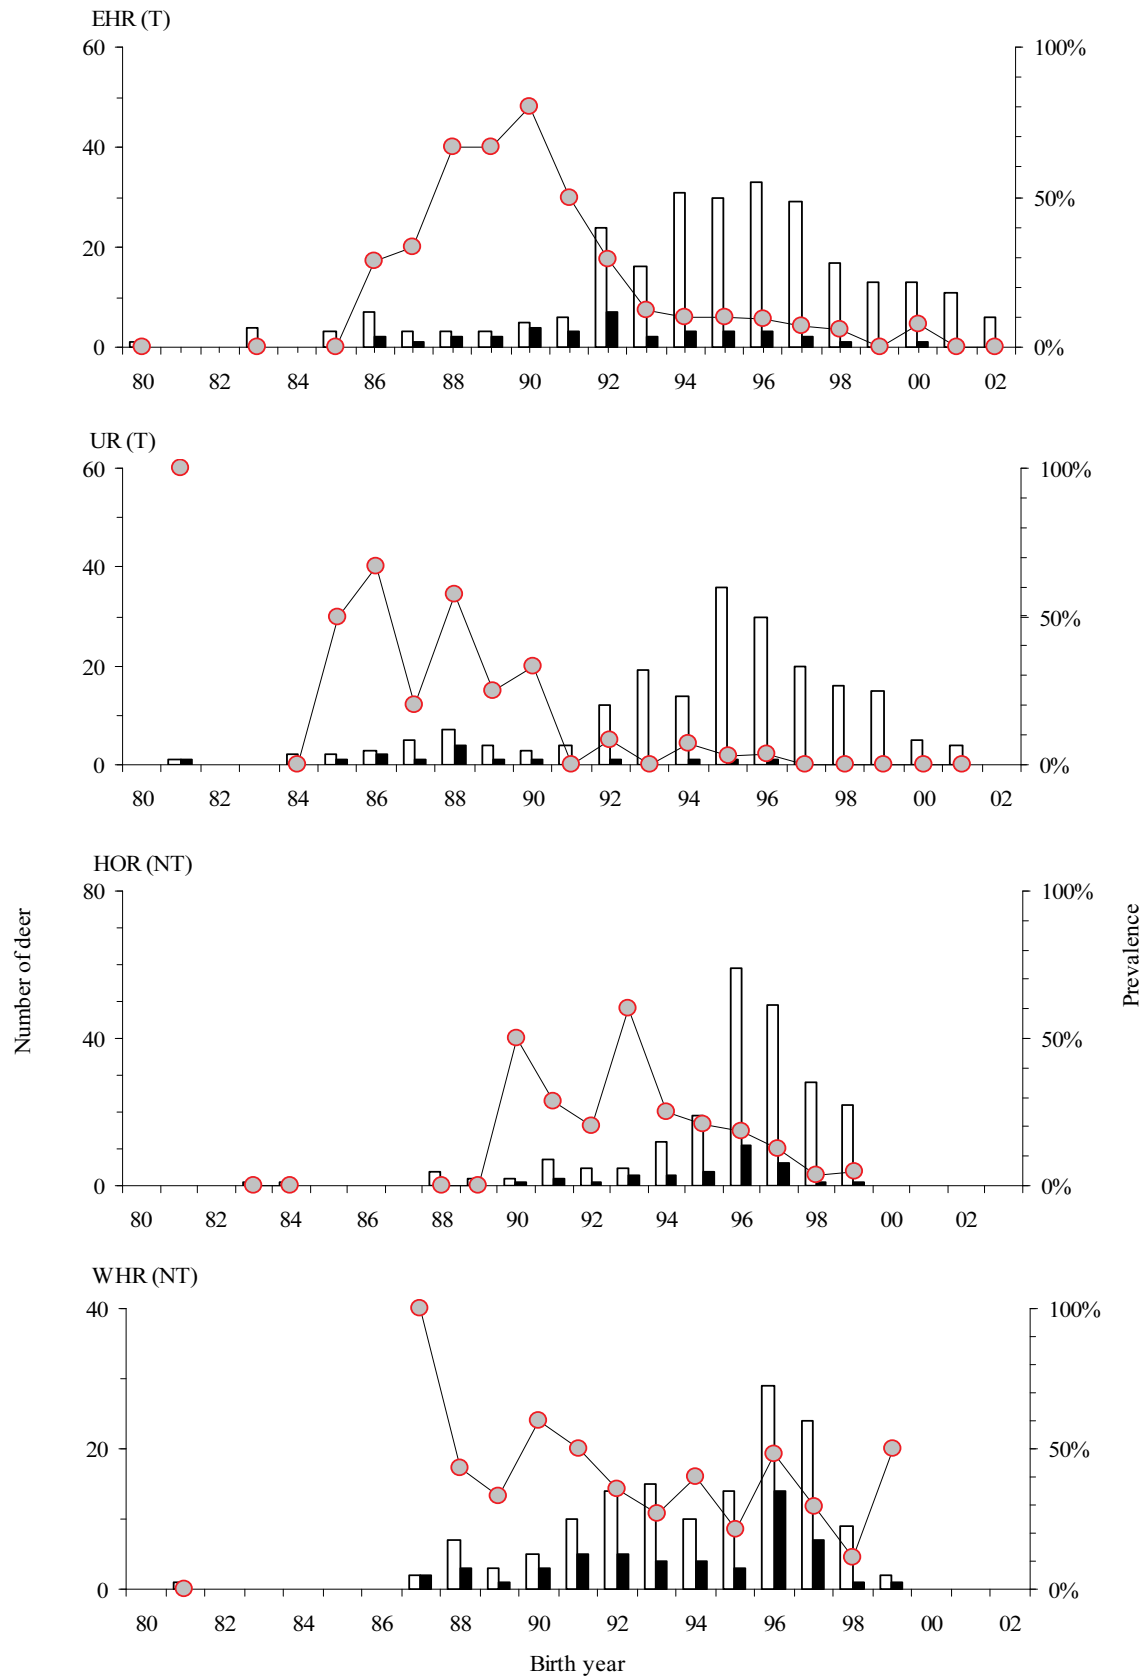 EHR (T)
60 100%
40
50%
20
0 0%
80 82 84 86 88 90 92 94 96 98 00 02
UR (T)
60 100%
40
50%
20
0 0%
80 82 84 86 88 90 92 94 96 98 00 02
HOR (NT)
80 100%
Number of deer
Prevalence
40 50%
0 0%
80 82 84 86 88 90 92 94 96 98 00 02
WHR (NT)
40 100%
20 50%
0 0%
80 82 84 86 88 90 92 94 96 98 00 02
Birth year